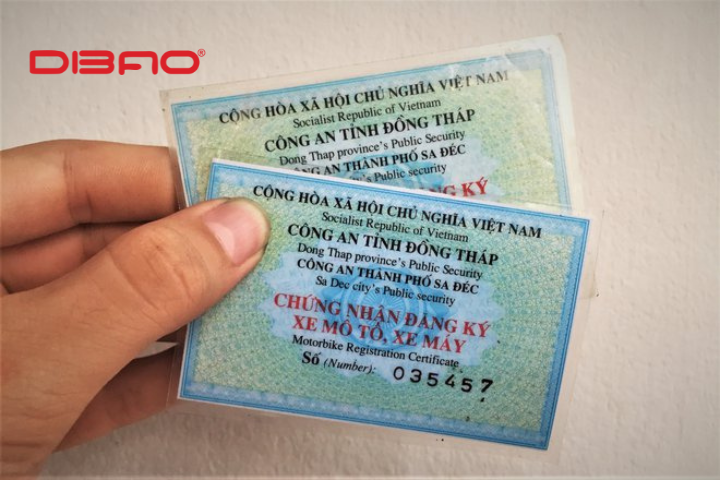 DIBAO®
CỘNG HÒA XÃ HỘI CHỦ NGHĨA VIỆT NAM
Socialist Republic of Vietnam
CÔNG AN TỈNH ĐỒNG THÁP
Dong Thap province's Public Security
CÔNG AN THÀNH PHỐ SA ĐÉC
Public security
ĐĂNG KÝ
CỘNG HÒA XÃ HỘI CHỦ NGHĨA VIỆT NAM
Socialist Republic of Vietnam
CÔNG AN TỈNH ĐỒNG THÁP
Dong Thap province's Public Security
CÔNG AN THÀNH PHỐ SA ĐÉC
Sa Dec city's Public security
CHỨNG NHẬN ĐĂNG KÝ
XE MÔ TÔ, XE MÁY
Motorbike Registration Certificate
Số (Number): 035457